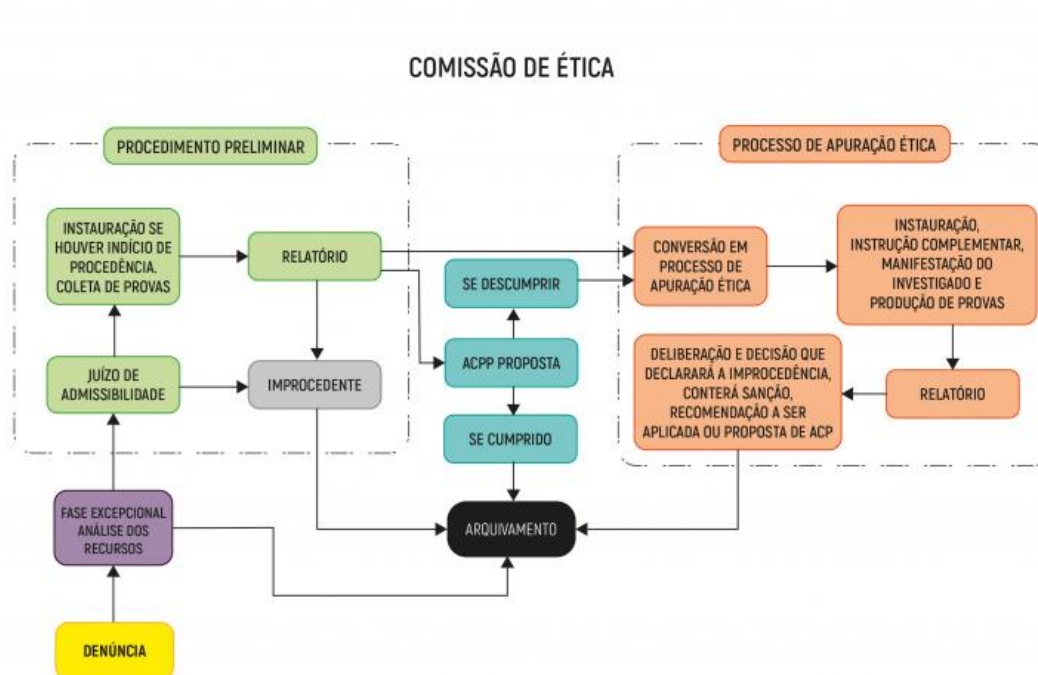 COMISSÃO DE ÉTICA
PROCEDIMENTO PRELIMINAR
PROCESSO DE APURAÇÃO ÉTICA
INSTAURAÇÃO SE
HOUVER INDÍCIO DE
PROCEDÊNCIA.
COLETA DE PROVAS
RELATÓRIO
JUÍZO DE
ADMISSIBILIDADE
IMPROCEDENTE
FASE EXCEPCIONAL
ANÁLISE DOS
RECURSOS
DENÚNCIA
SE DESCUMPRIR
ACPP PROPOSTA
SE CUMPRIDO
ARQUIVAMENTO
CONVERSÃO EM
PROCESSO DE
APURAÇÃO ÉTICA
INSTAURAÇÃO,
INSTRUÇÃO COMPLEMENTAR,
MANIFESTAÇÃO DO
INVESTIGADO E
PRODUÇÃO DE PROVAS
DELIBERAÇÃO E DECISÃO QUE
DECLARARÁ A IMPROCEDÊNCIA,
CONTERÁ SANÇÃO,
RECOMENDAÇÃO A SER
APLICADA OU PROPOSTA DE ACP
RELATÓRIO